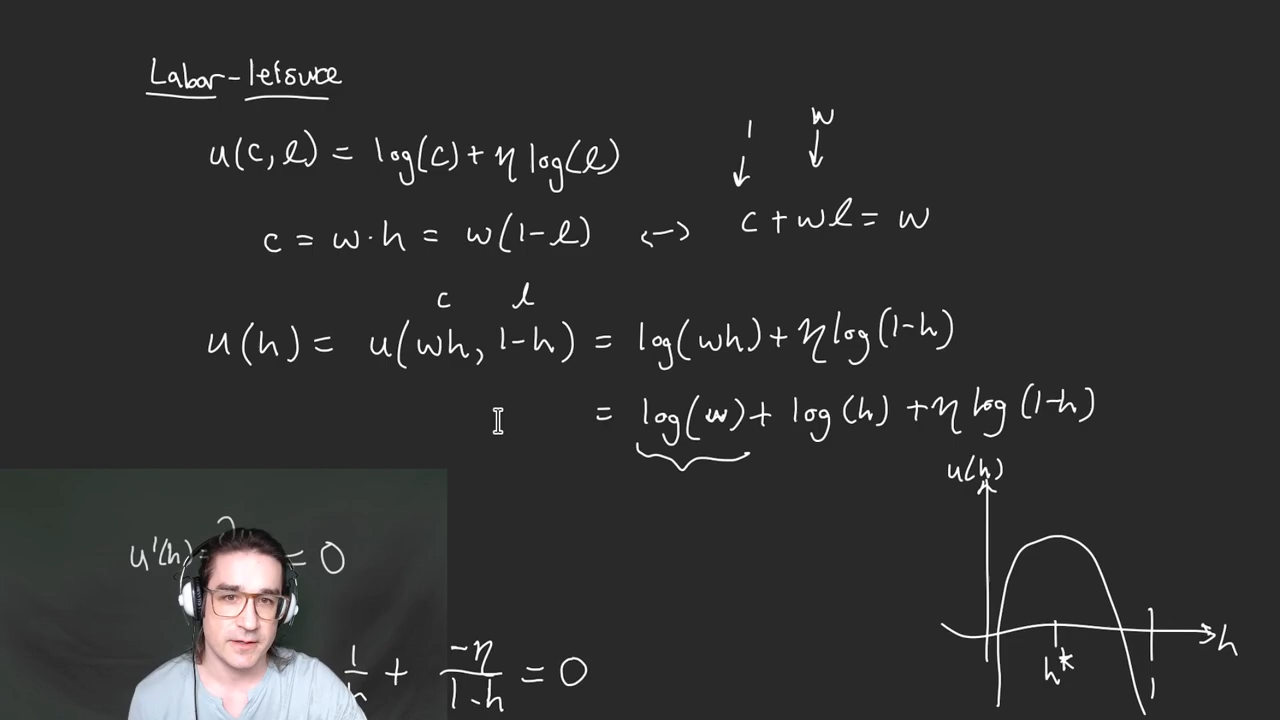 Labor-leisure
u(c, l) = log(c) + η log(l)
1 w
↓ ↓
c = w·h = w(1-l) <-> c + wl = w
c l
u(h) = u(wh, 1-h) = log(wh) + η log(1-h)
= log(w) + log(h) + η log(1-h)
u(h)
u'(h) = = 0
h
h*
1
1/h + -η/1-h = 0